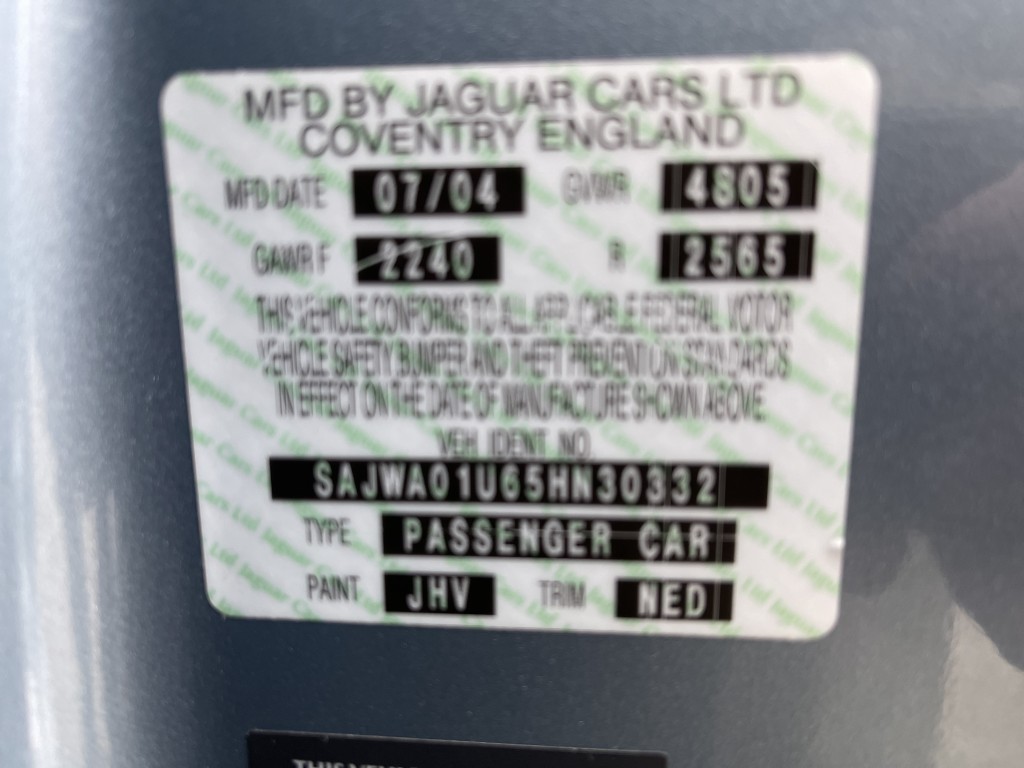 MFD BY JAGUAR CARS LTD
COVENTRY ENGLAND
MFD DATE 07/04 GVWR 4805
GAWR F 2240 R 2565
THIS VEHICLE CONFORMS TO ALL APPLICABLE FEDERAL MOTOR
VEHICLE SAFETY BUMPER AND THEFT PREVENTION STANDARDS
IN EFFECT ON THE DATE OF MANUFACTURE SHOWN ABOVE
VEH IDENT NO.
SAJWA01U65HN30332
TYPE PASSENGER CAR
PAINT JHV TRIM NED